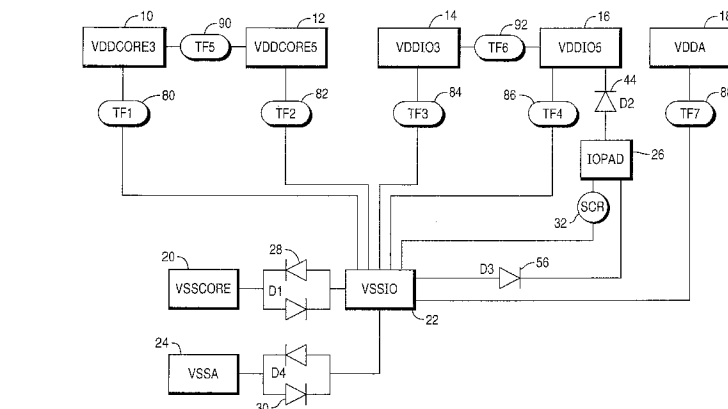 10 90 12 14 92 16 18
VDDCORE3 TF5 VDDCORE5 VDDIO3 TF6 VDDIO5 VDDA
44
80 82 84 86 D2
TF1 TF2 TF3 TF4 TF7
IOPAD 26
SCR
32
20 28 D3 56
VSSCORE D1 VSSIO
22
24
VSSA D4
30